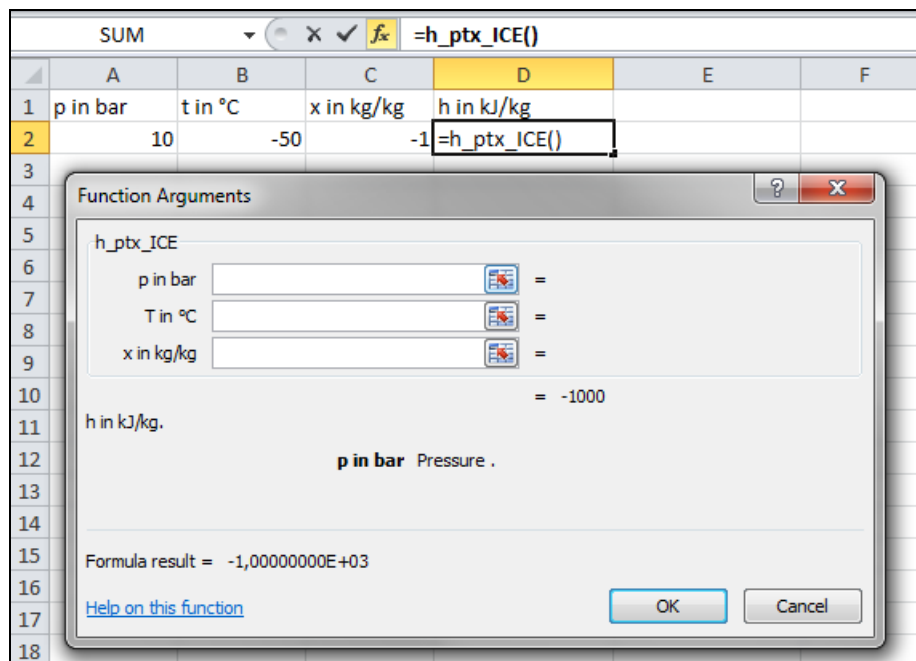 SUM fx =h_ptx_ICE()
A B C D E F
1 p in bar t in °C x in kg/kg h in kJ/kg
2 10 -50 -1 =h_ptx_ICE()
3
4 Function Arguments ? X
5 h_ptx_ICE
6 p in bar =
7 T in °C =
8
9 x in kg/kg =
10 = -1000
11 h in kJ/kg.
12 p in bar Pressure .
13
14
15 Formula result = -1,00000000E+03
16 Help on this function OK Cancel
17
18